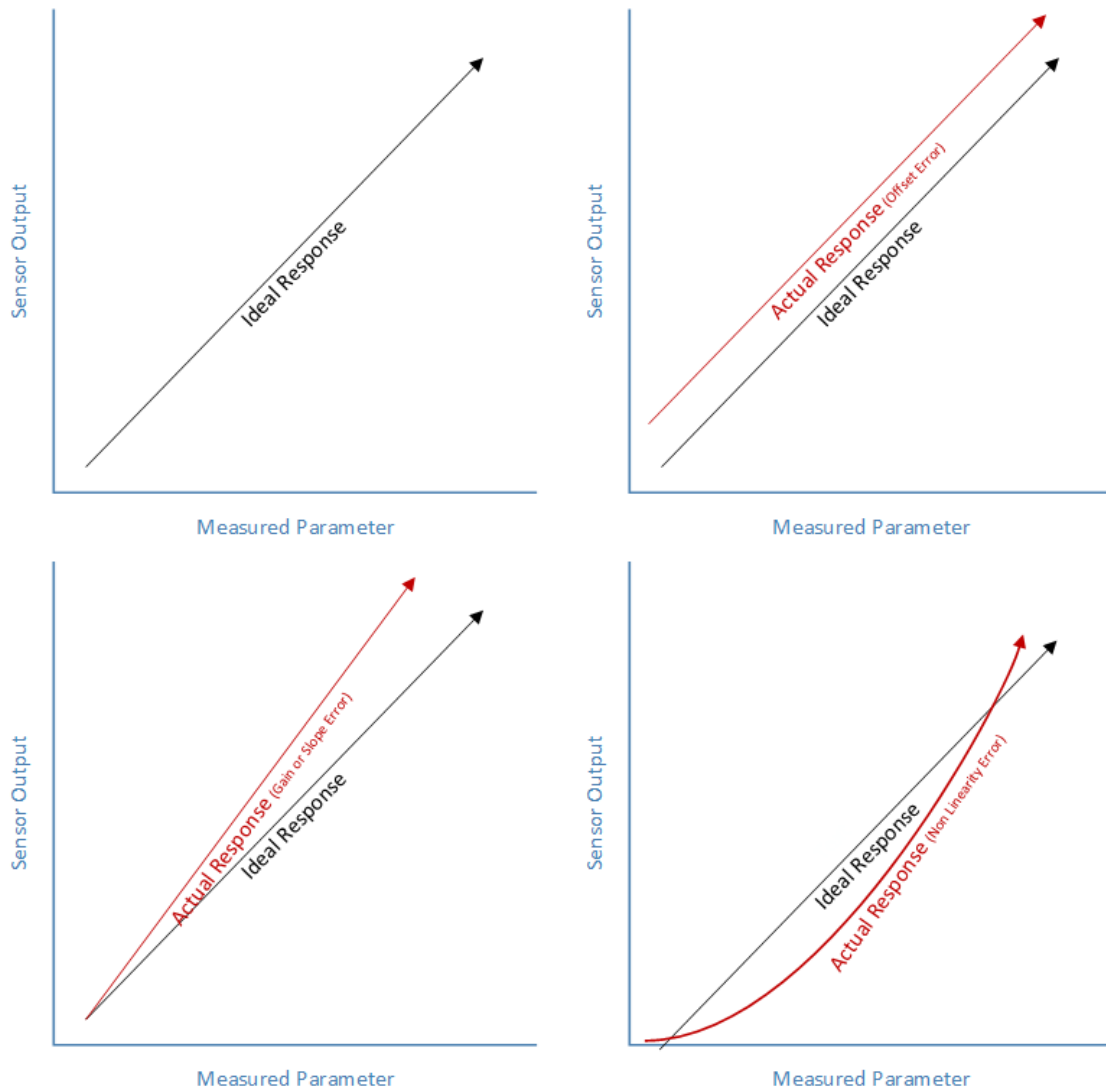 Sensor Output
Ideal Response
Measured Parameter
Sensor Output
Actual Response (Offset Error)
Ideal Response
Measured Parameter
Sensor Output
Actual Response (Gain or Slope Error)
Ideal Response
Measured Parameter
Sensor Output
Ideal Response
Actual Response (Non Linearity Error)
Measured Parameter